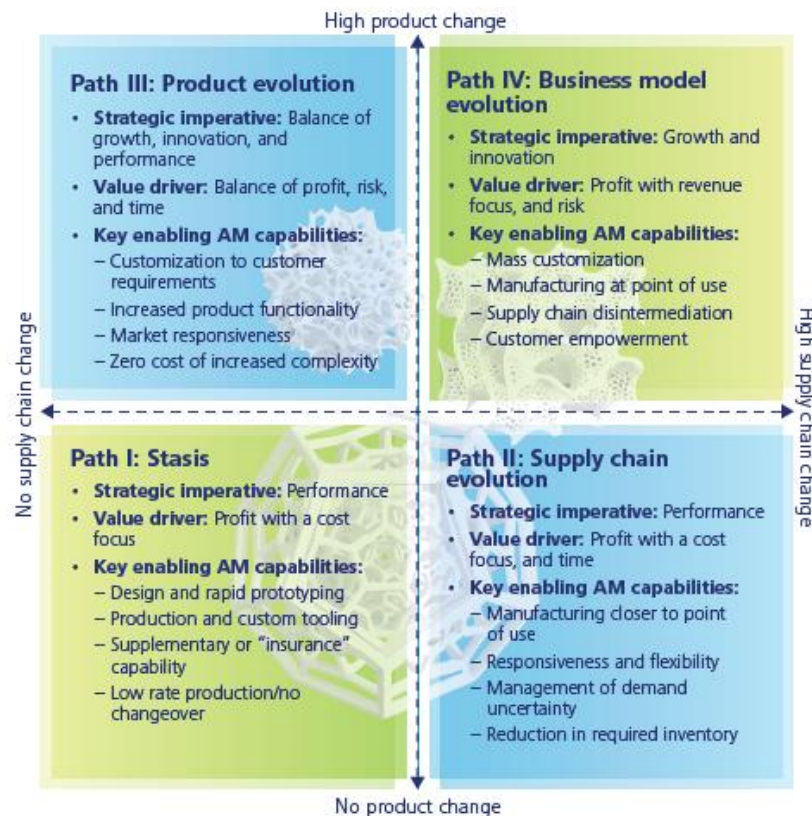 High product change
Path III: Product evolution
• Strategic imperative: Balance of
growth, innovation, and
performance
• Value driver: Balance of profit, risk,
and time
• Key enabling AM capabilities:
– Customization to customer
requirements
– Increased product functionality
– Market responsiveness
– Zero cost of increased complexity
Path IV: Business model
evolution
• Strategic imperative: Growth and
innovation
• Value driver: Profit with revenue
focus, and risk
• Key enabling AM capabilities:
– Mass customization
– Manufacturing at point of use
– Supply chain disintermediation
– Customer empowerment
No supply chain change
High supply chain change
Path I: Stasis
• Strategic imperative: Performance
• Value driver: Profit with a cost
focus
• Key enabling AM capabilities:
– Design and rapid prototyping
– Production and custom tooling
– Supplementary or “insurance”
capability
– Low rate production/no
changeover
Path II: Supply chain
evolution
• Strategic imperative: Performance
• Value driver: Profit with a cost
focus, and time
• Key enabling AM capabilities:
– Manufacturing closer to point
of use
– Responsiveness and flexibility
– Management of demand
uncertainty
– Reduction in required inventory
No product change